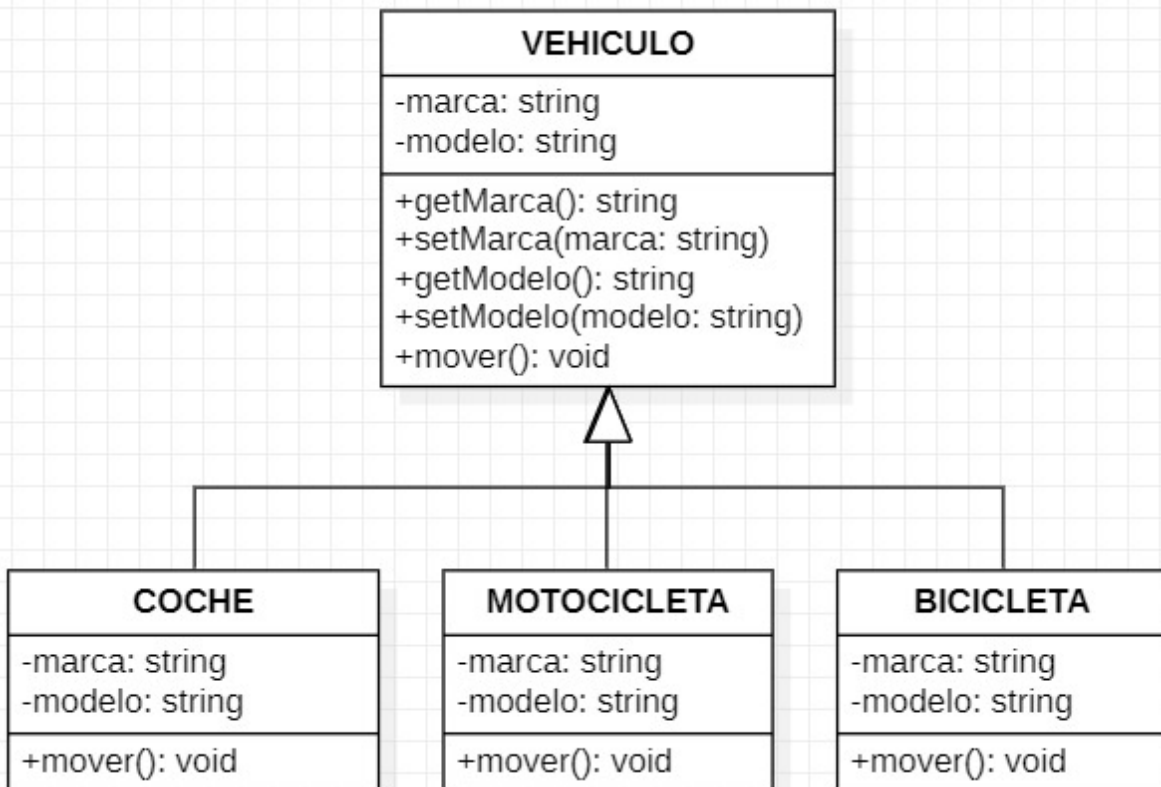 VEHICULO
-marca: string
-modelo: string
+getMarca(): string
+setMarca(marca: string)
+getModelo(): string
+setModelo(modelo: string)
+mover(): void
COCHE
-marca: string
-modelo: string
+mover(): void
MOTOCICLETA
-marca: string
-modelo: string
+mover(): void
BICICLETA
-marca: string
-modelo: string
+mover(): void